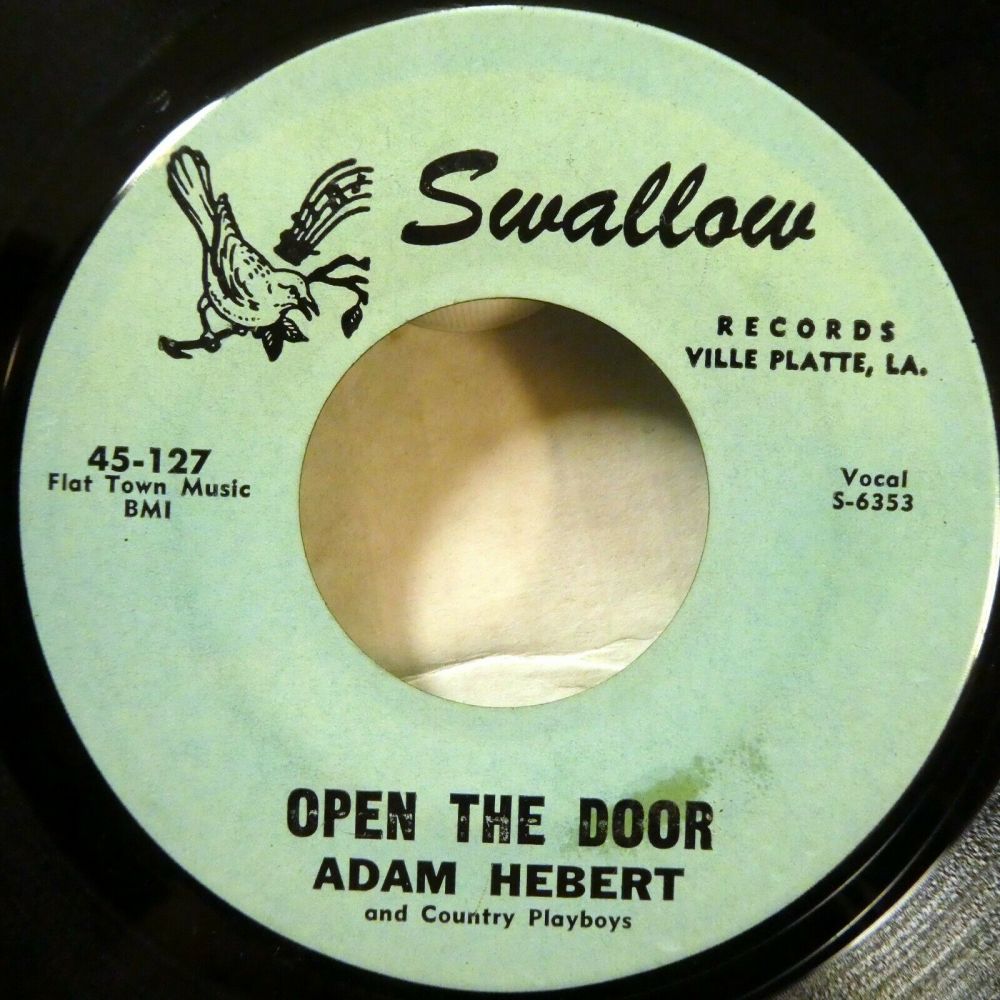 Swallow
RECORDS
VILLE PLATTE, LA.
45-127
Flat Town Music
BMI
Vocal
S-6353
OPEN THE DOOR
ADAM HEBERT
and Country Playboys